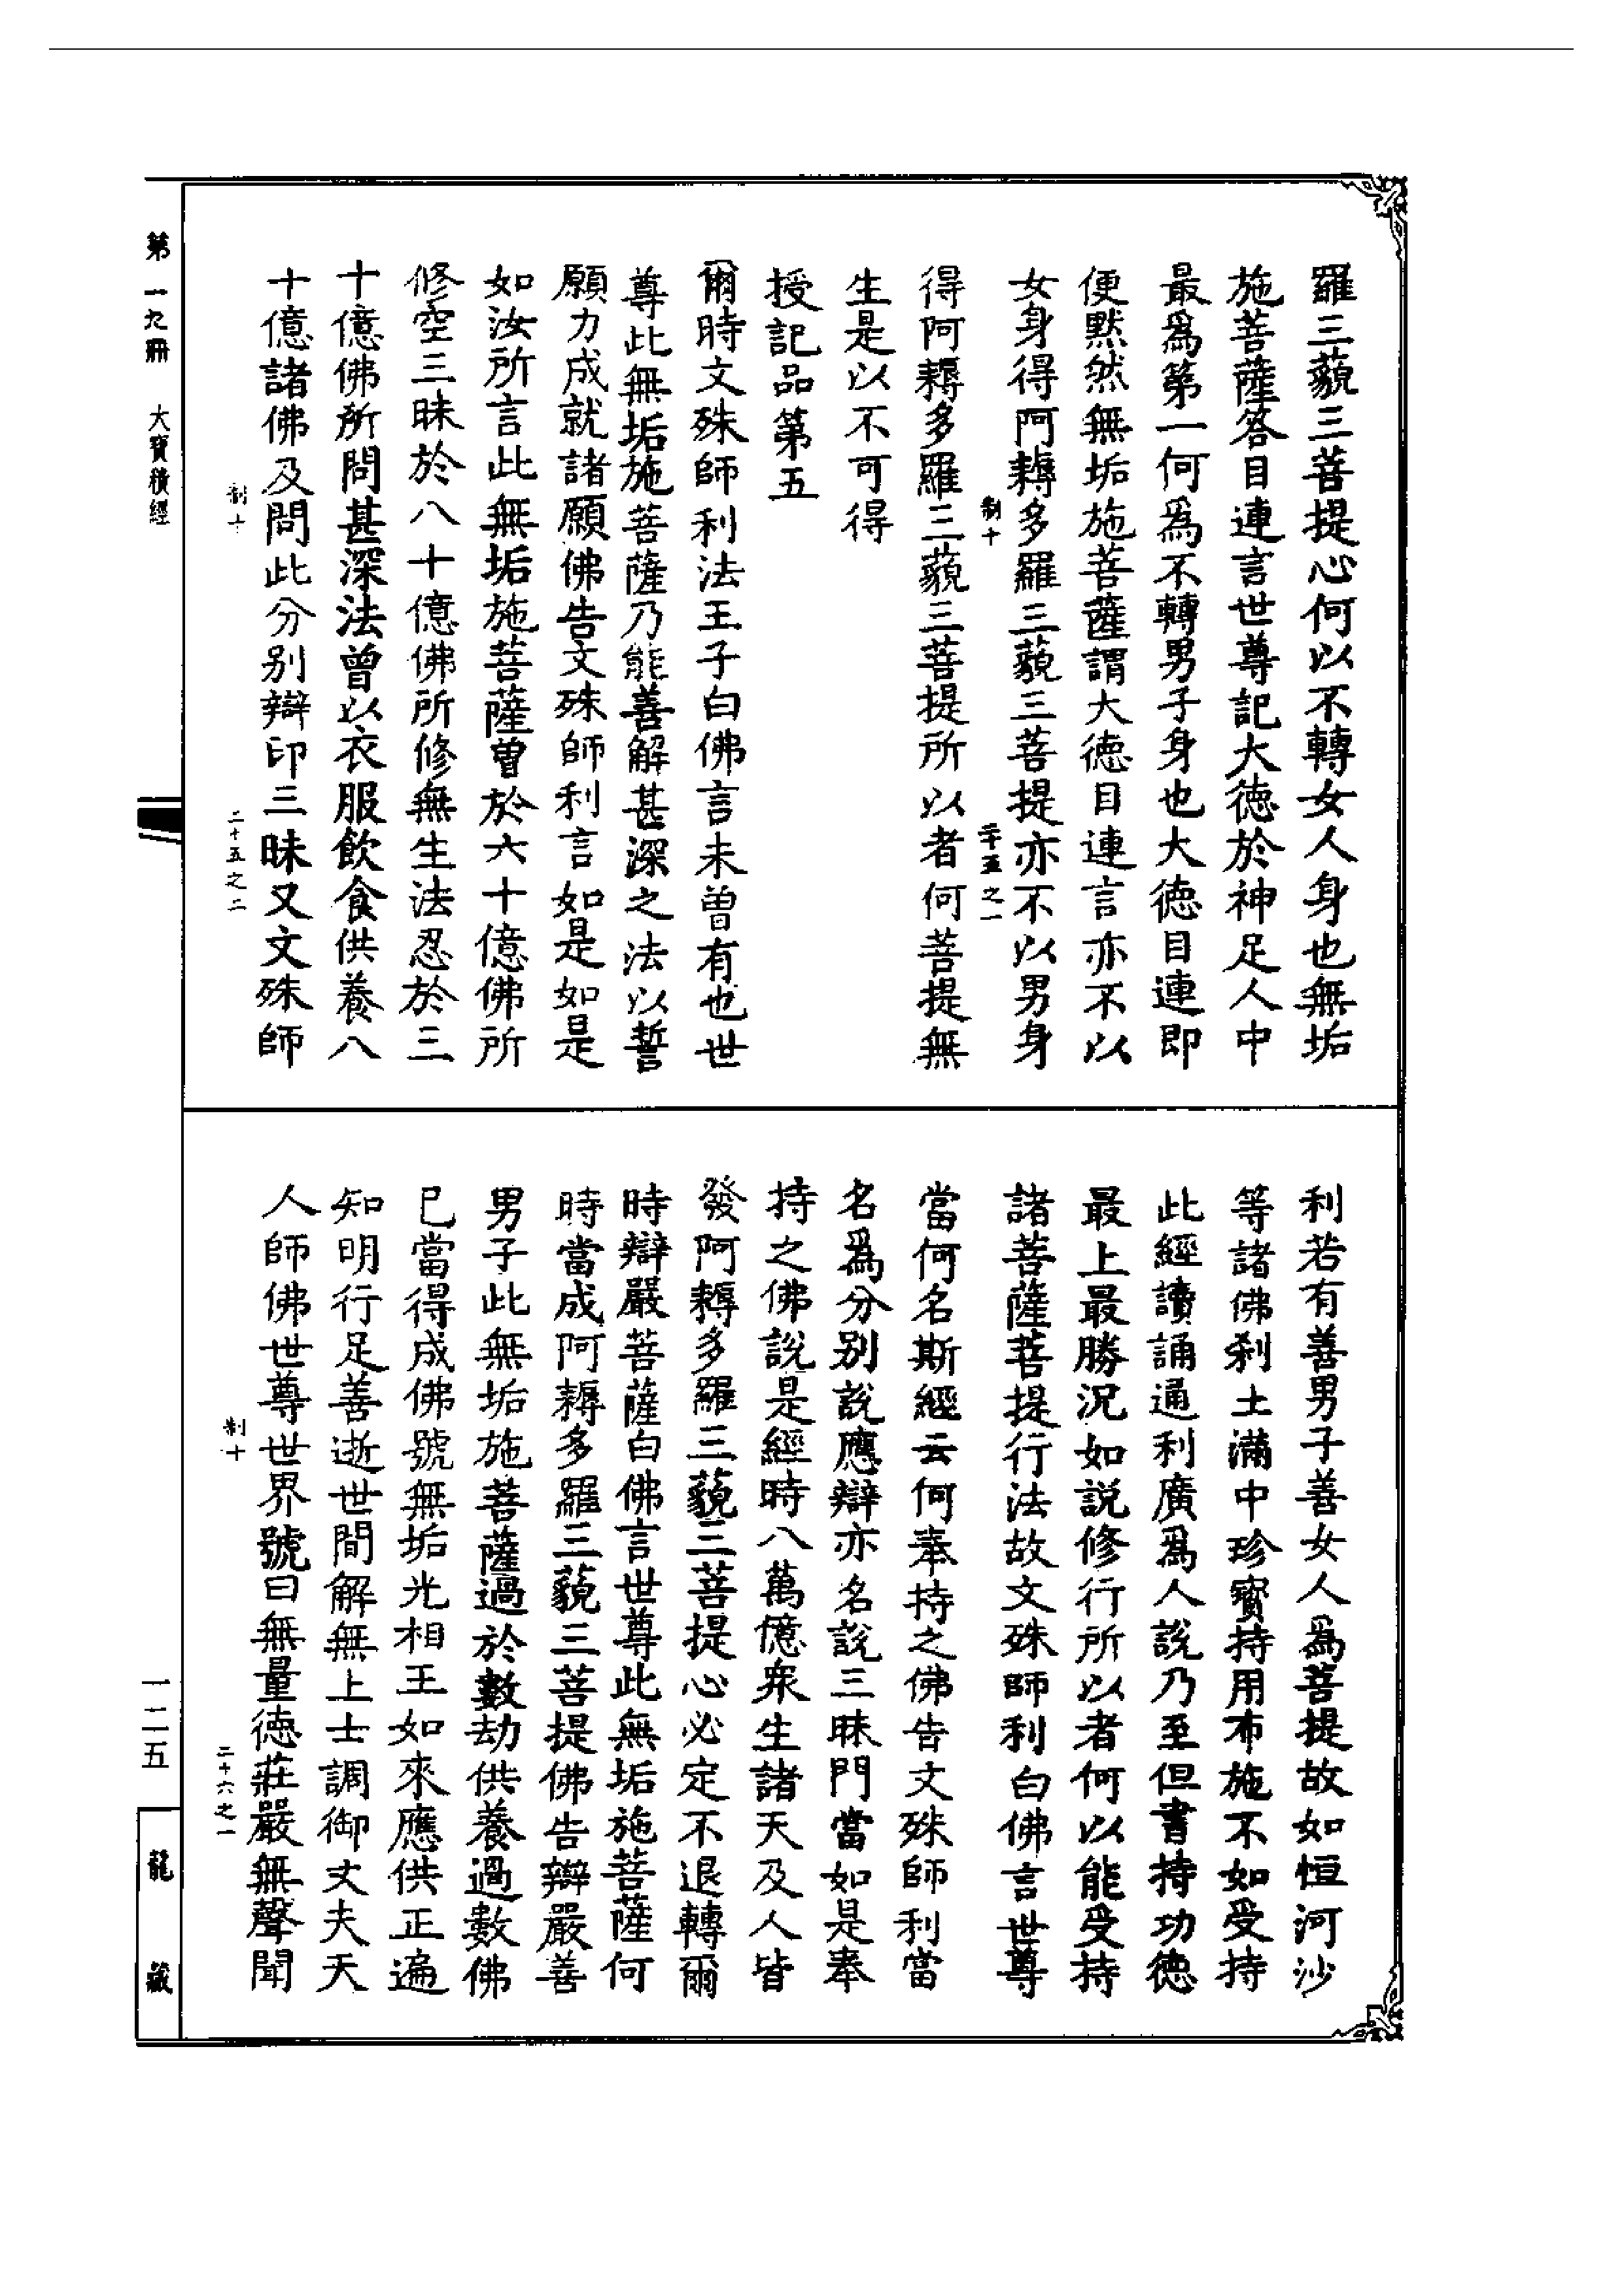 羅三藐三菩提心何以不轉女人身也無垢
施菩薩答目連言世尊記大德於神足人中
最爲第一何爲不轉男子身也大德目連即
便默然無垢施菩薩謂大德目連言亦不以
女身得阿耨多羅三藐三菩提亦不以男身
制十 二十五之一
得阿耨多羅三藐三菩提所以者何菩提無
生是以不可得
授記品第五
爾時文殊師利法王子白佛言未曾有也世
尊此無垢施菩薩乃能善解甚深之法以誓
願力成就諸願佛告文殊師利言如是如是
如汝所言此無垢施菩薩曾於六十億佛所
修空三昧於八十億佛所修無生法忍於三
十億佛所問甚深法曾以衣服飲食供養八
十億諸佛及問此分別辯印三昧又文殊師
制十 二十五之二
利若有善男子善女人爲菩提故如恒河沙
等諸佛刹土滿中珍寳持用布施不如受持
此經讀誦通利廣爲人說乃至但書持功德
最上最勝況如說修行所以者何以能受持
諸菩薩菩提行法故文殊師利白佛言世尊
當何名斯經云何奉持之佛告文殊師利當
名爲分別說應辯亦名說三昧門當如是奉
持之佛說是經時八萬億衆生諸天及人皆
發阿耨多羅三藐三菩提心必定不退轉爾
時辯嚴菩薩白佛言世尊此無垢施菩薩何
時當成阿耨多羅三藐三菩提佛告辯嚴善
男子此無垢施菩薩過於數劫供養過數佛
已當得成佛號無垢光相王如來應供正遍
知明行足善逝世間解無上士調御丈夫天
人師佛世尊世界號曰無量德莊嚴無聲聞
制十 二十六之一
第一九冊 大寶積經
一二五
龍藏